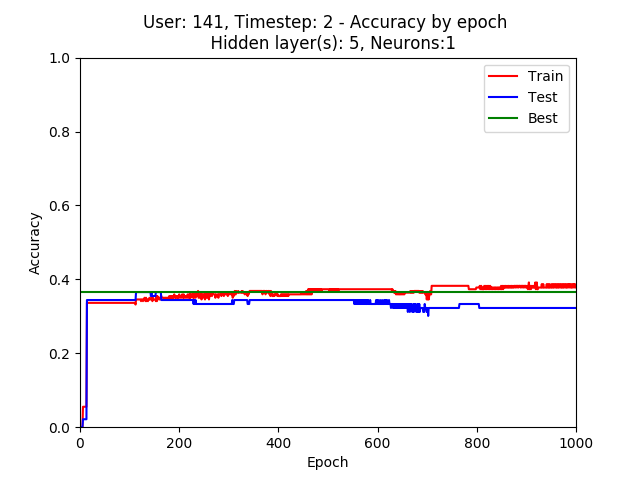 User: 141, Timestep: 2 - Accuracy by epoch
Hidden layer(s): 5, Neurons:1
1.0
0.8
0.6
0.4
0.2
0.0
Accuracy
Train
Test
Best
0 200 400 600 800 1000
Epoch